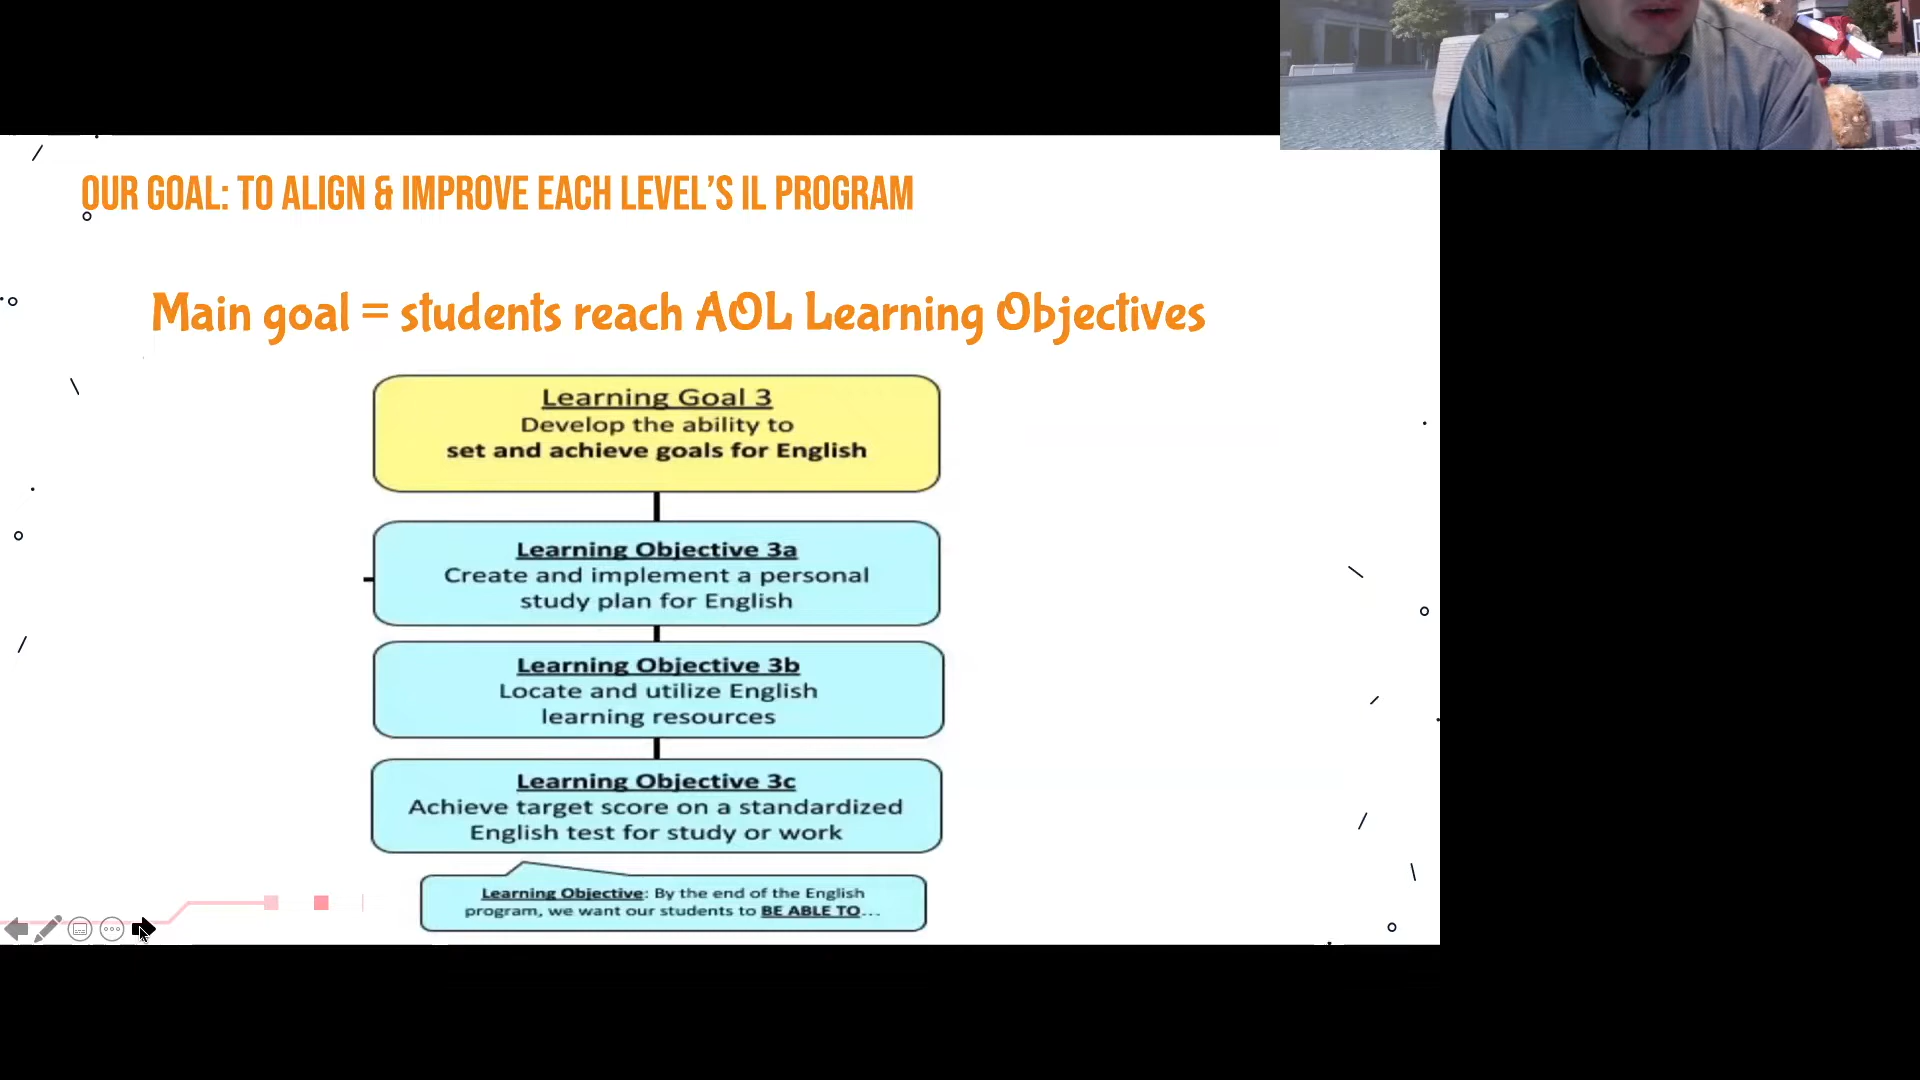 OUR GOAL: TO ALIGN & IMPROVE EACH LEVEL’S IL PROGRAM
Main goal = students reach AOL Learning Objectives
Learning Goal 3
Develop the ability to
set and achieve goals for English
Learning Objective 3a
Create and implement a personal
study plan for English
Learning Objective 3b
Locate and utilize English
learning resources
Learning Objective 3c
Achieve target score on a standardized
English test for study or work
Learning Objective: By the end of the English
program, we want our students to BE ABLE TO...